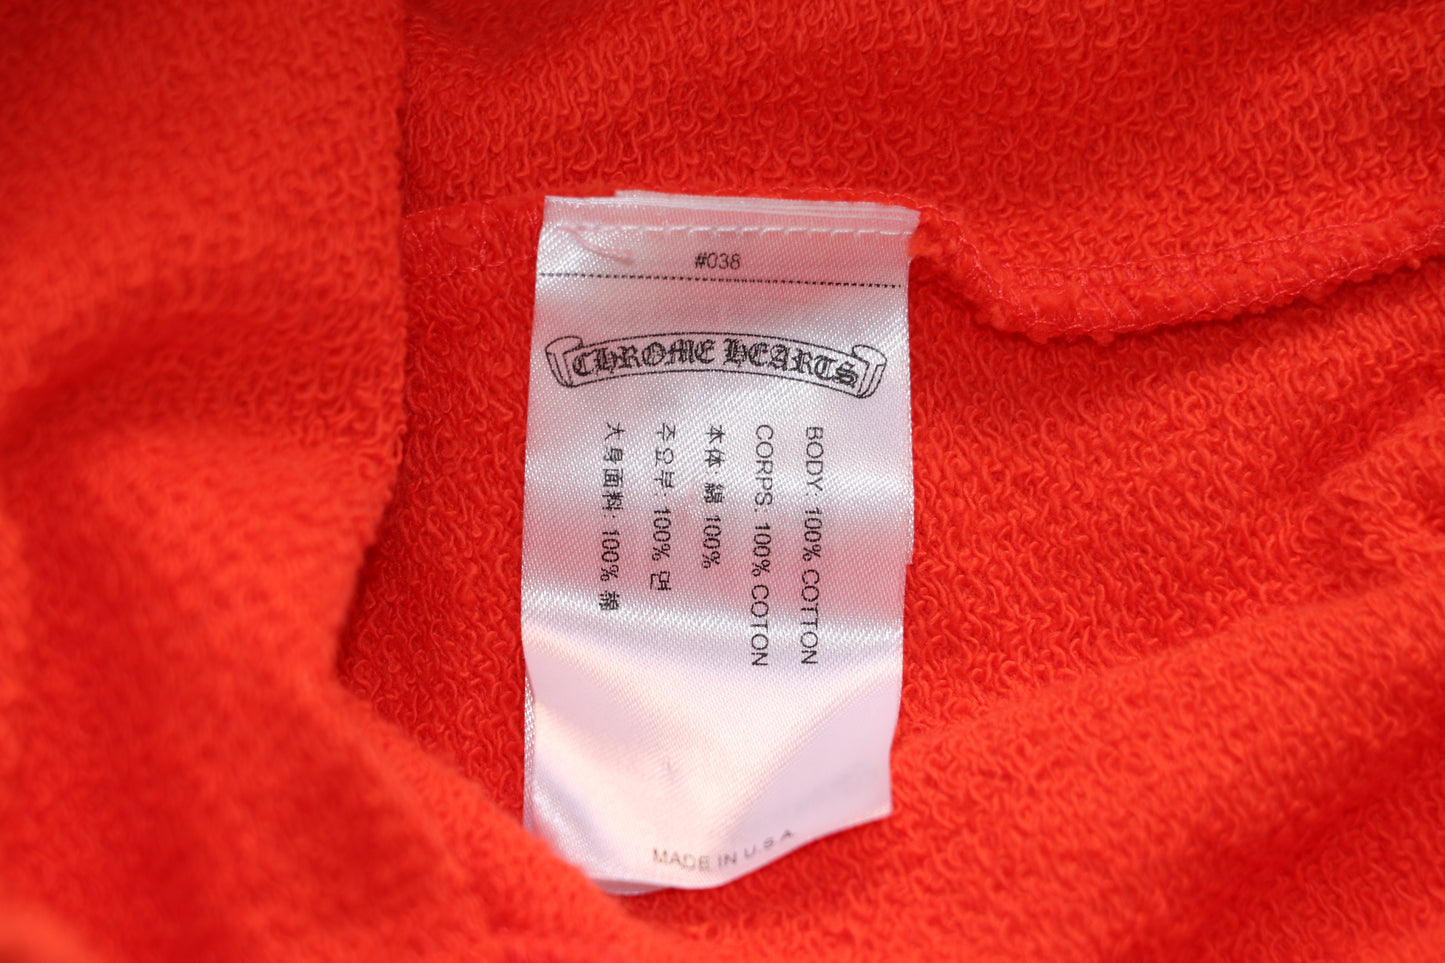 #038
CHROME HEARTS
BODY: 100% COTTON
CORPS: 100% COTON
本体 綿 100%
주요부: 100% 면
大身面料: 100% 棉
MADE IN U.S.A